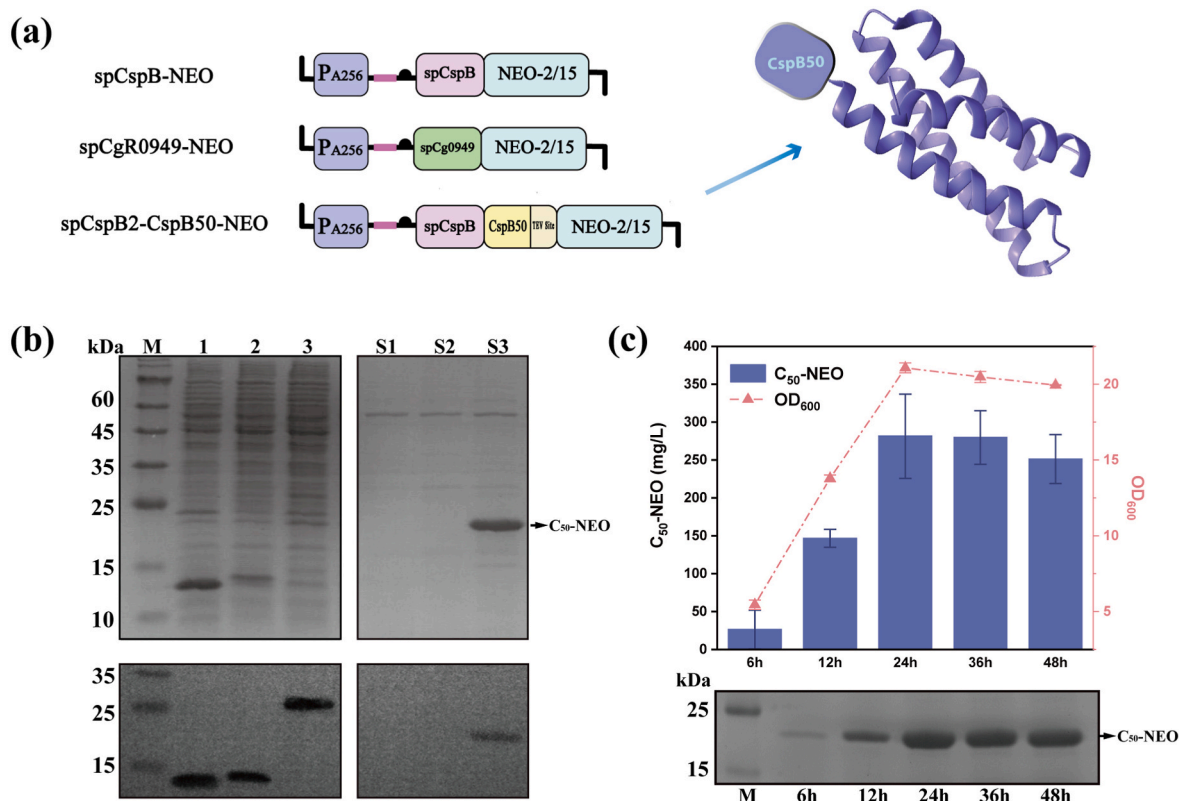 (a)
spCspB-NEO
PA256 spCspB NEO-2/15
spCgR0949-NEO
PA256 spCg0949 NEO-2/15
spCspB2-CspB50-NEO
PA256 spCspB CspB50 TEV Site NEO-2/15
CspB50
(b)
kDa M 1 2 3 S1 S2 S3
60
45
35
25
15
10
C50-NEO
35
25
15
(c)
C50-NEO
OD600
C50-NEO (mg/L)
400
350
300
250
200
150
100
50
0
20
15
10
5
OD600
6h 12h 24h 36h 48h
kDa
25
15
C50-NEO
M 6h 12h 24h 36h 48h